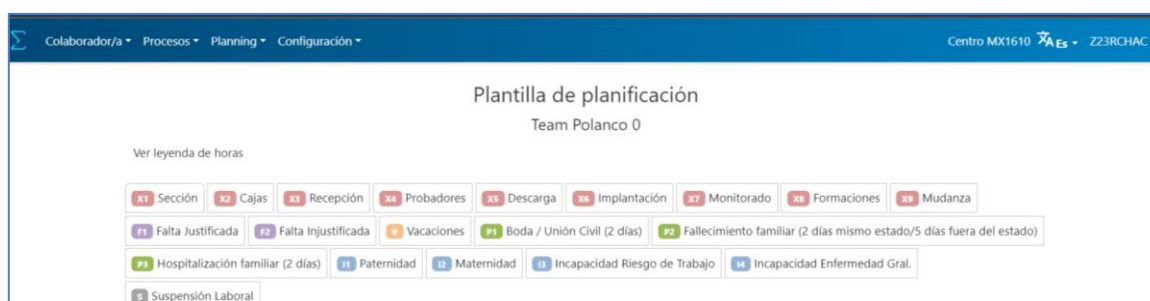 Σ Colaborador/a Procesos Planning Configuración Centro MX1610 Es Z23RCHAC
Plantilla de planificación
Team Polanco 0
Ver leyenda de horas
X1 Sección X2 Cajas X3 Recepción X4 Probadores X5 Descarga X6 Implantación X7 Monitorado X8 Formaciones X9 Mudanza
F1 Falta Justificada F2 Falta Injustificada V Vacaciones P1 Boda / Unión Civil (2 días) P2 Fallecimiento familiar (2 días mismo estado/5 días fuera del estado)
P3 Hospitalización familiar (2 días) I1 Paternidad I2 Maternidad I3 Incapacidad Riesgo de Trabajo I4 Incapacidad Enfermedad Gral.
S Suspensión Laboral